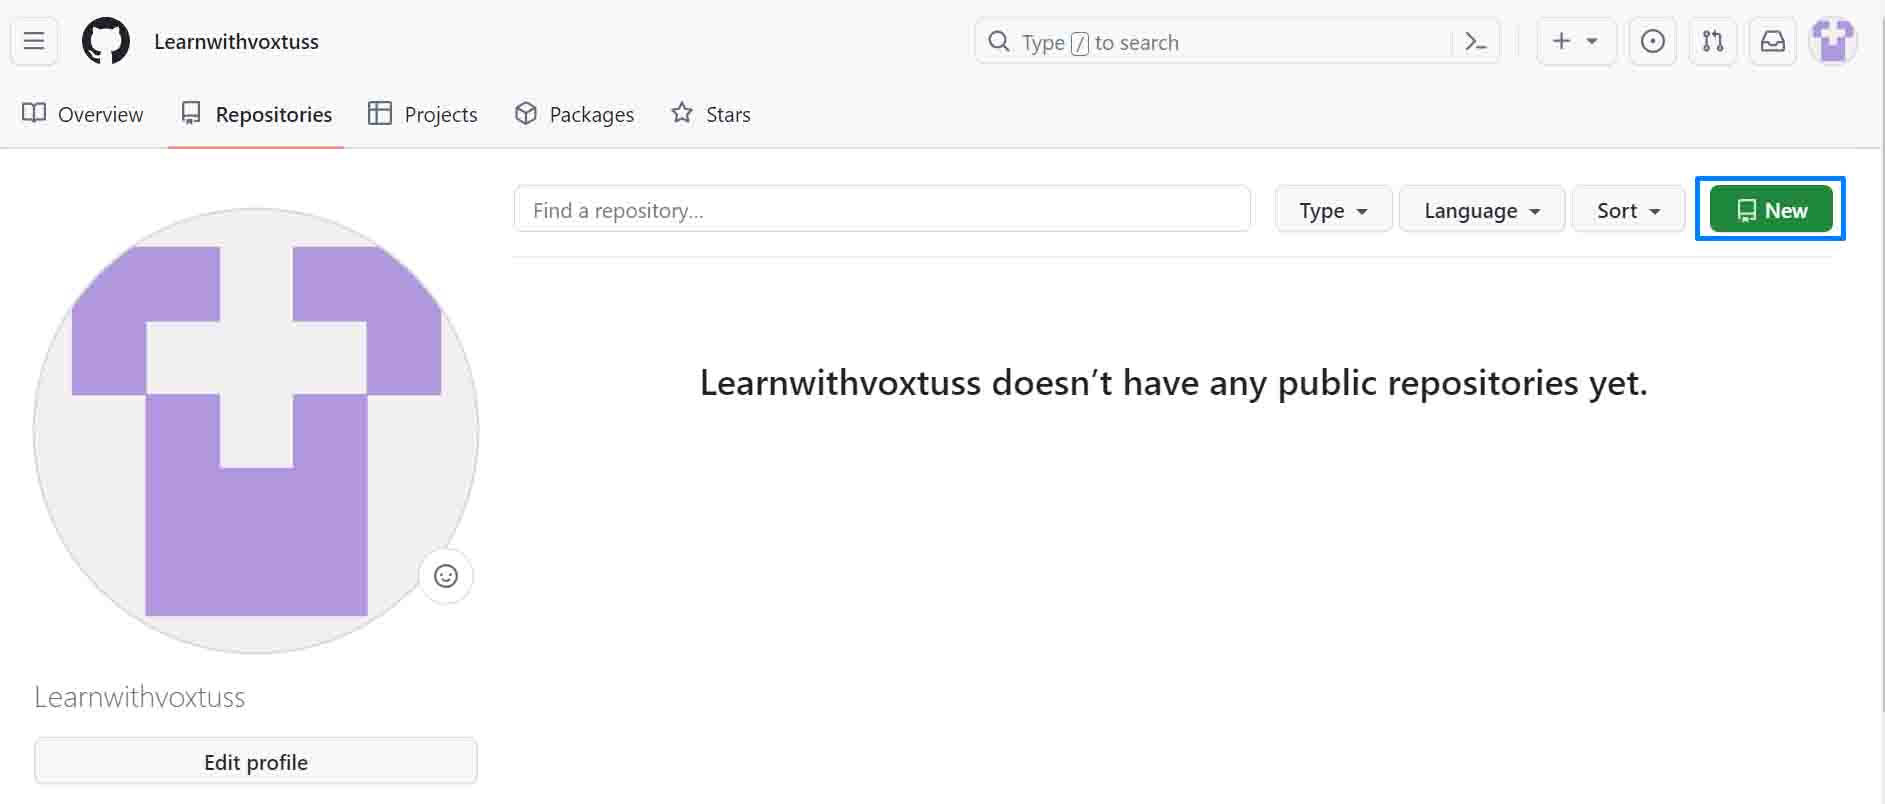 Learnwithvoxtuss
Type / to search
Overview
Repositories
Projects
Packages
Stars
Find a repository...
Type
Language
Sort
New
Learnwithvoxtuss doesn’t have any public repositories yet.
Learnwithvoxtuss
Edit profile